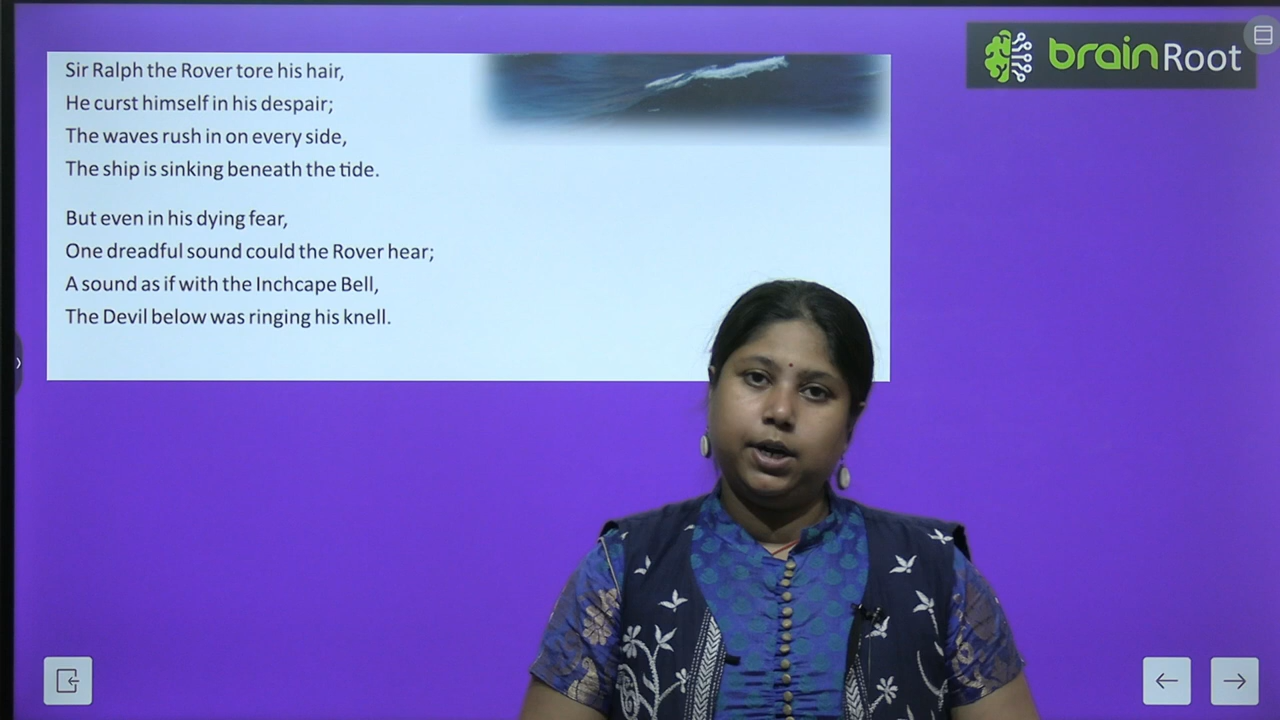 Sir Ralph the Rover tore his hair,
He curst himself in his despair;
The waves rush in on every side,
The ship is sinking beneath the tide.
But even in his dying fear,
One dreadful sound could the Rover hear;
A sound as if with the Inchcape Bell,
The Devil below was ringing his knell.
brainRoot